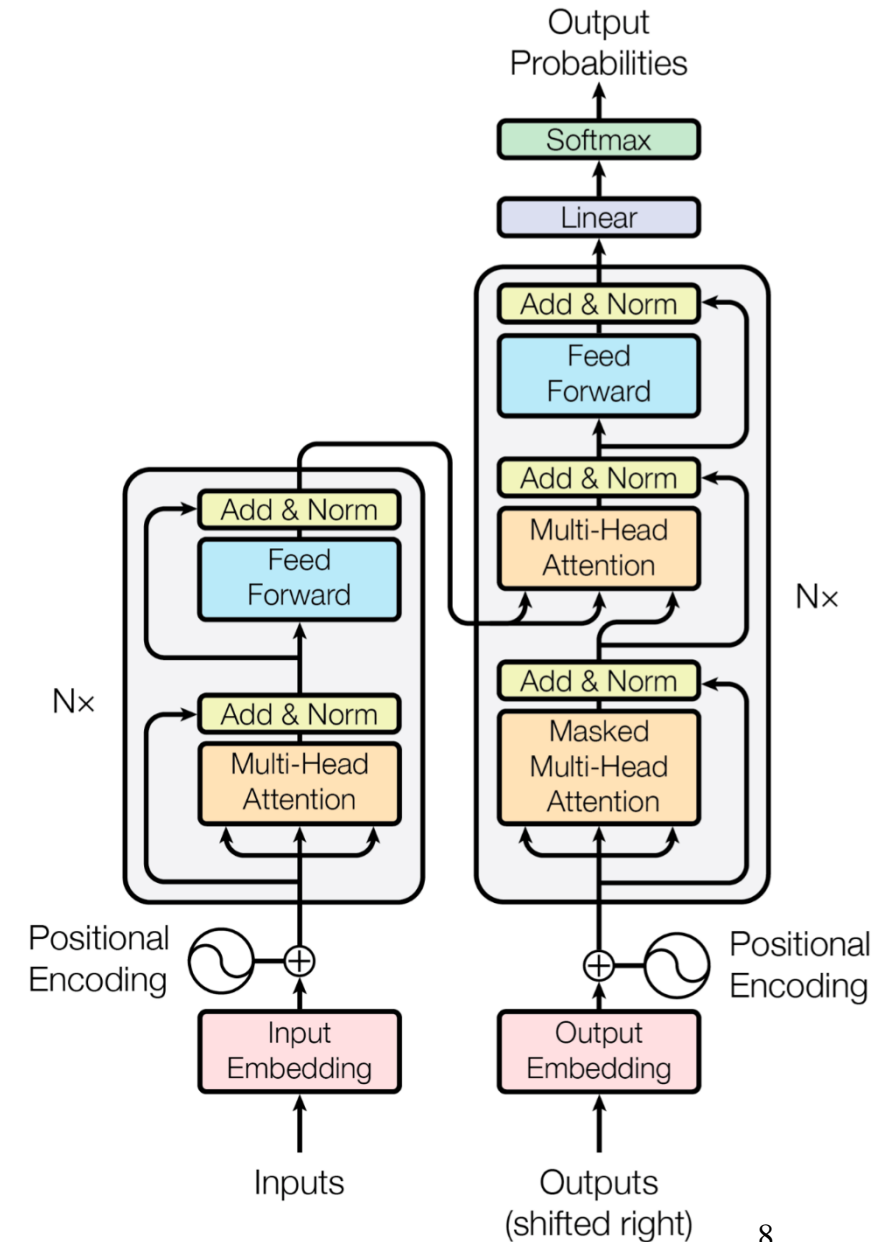 Output
Probabilities
Softmax
Linear
Add & Norm
Feed
Forward
Add & Norm
Multi-Head
Attention
Add & Norm
Masked
Multi-Head
Attention
N×
Add & Norm
Feed
Forward
Add & Norm
Multi-Head
Attention
N×
Positional
Encoding
Positional
Encoding
Input
Embedding
Output
Embedding
Inputs
Outputs
(shifted right)
8